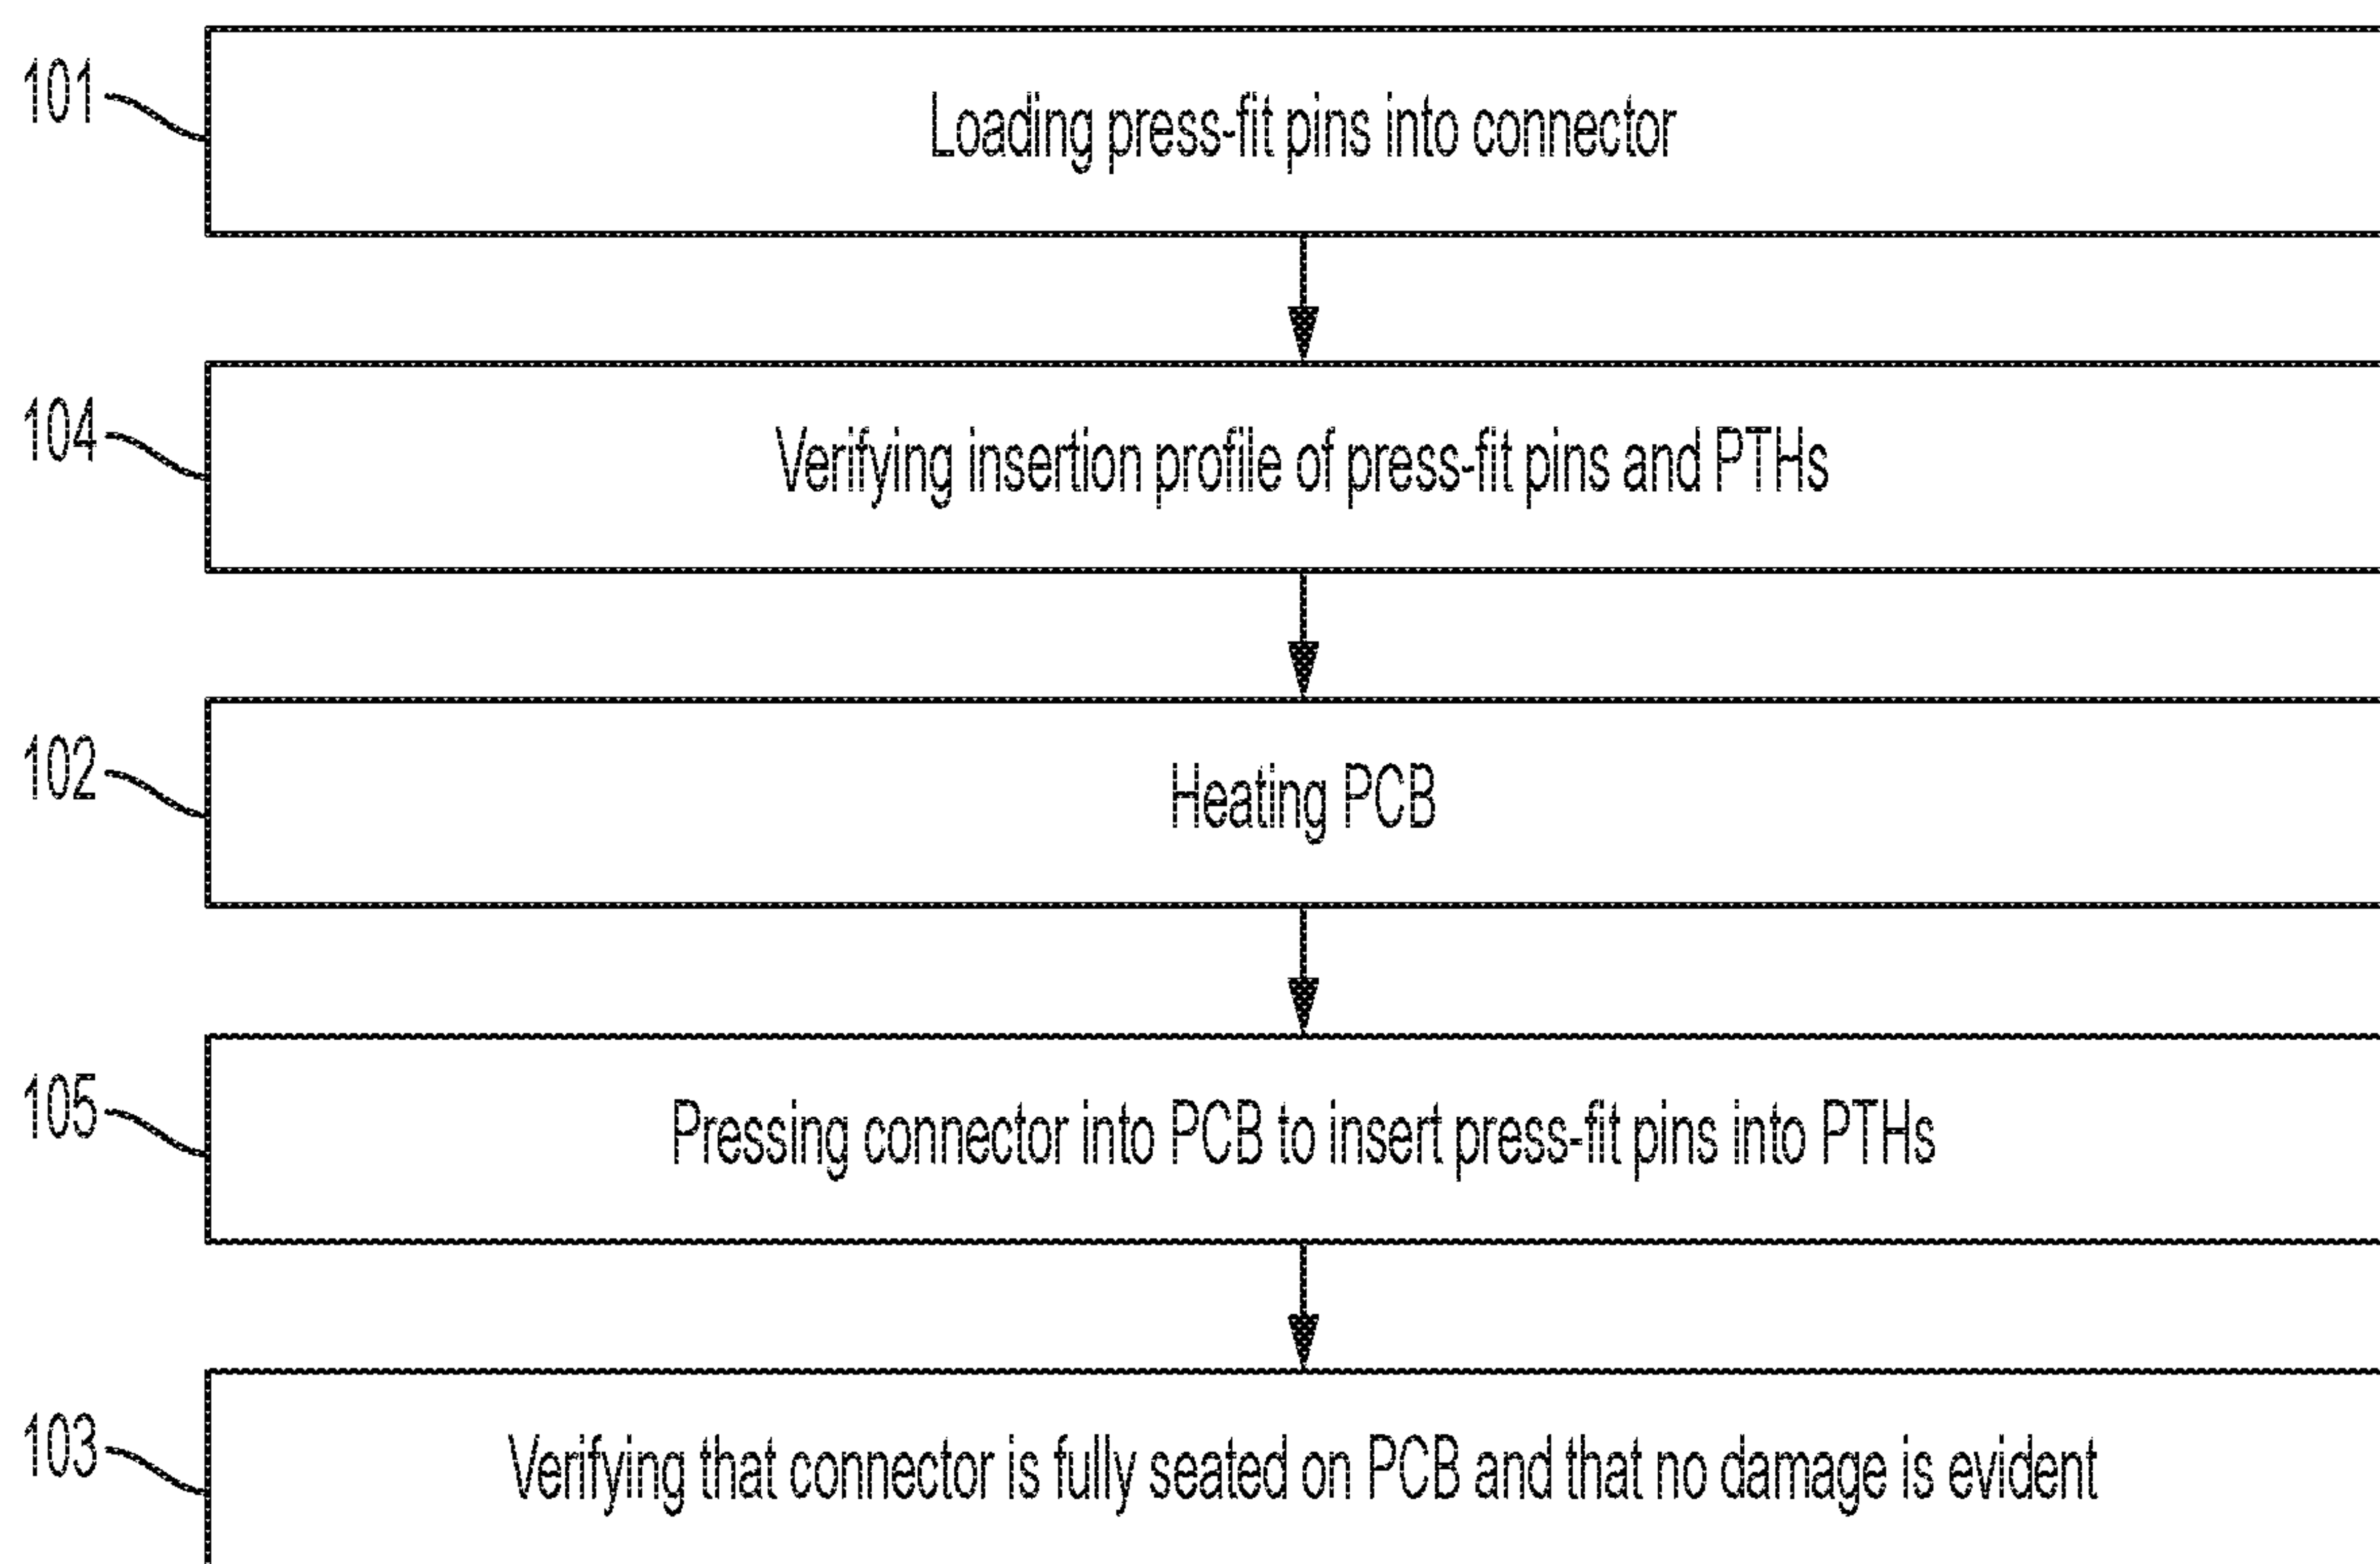 101
Loading press-fit pins into connector
104
Verifying insertion profile of press-fit pins and PTHs
102
Heating PCB
105
Pressing connector into PCB to insert press-fit pins into PTHs
103
Verifying that connector is fully seated on PCB and that no damage is evident